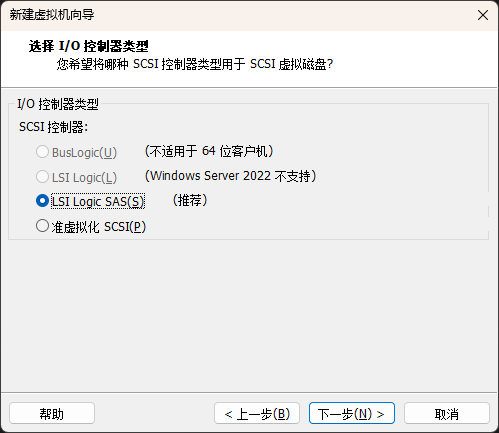 新建虚拟机向导
选择 I/O 控制器类型
您希望将哪种 SCSI 控制器类型用于 SCSI 虚拟磁盘?
I/O 控制器类型
SCSI 控制器:
BusLogic(U) （不适用于 64 位客户机）
LSI Logic(L) （Windows Server 2022 不支持）
LSI Logic SAS(S) （推荐）
准虚拟化 SCSI(P)
帮助 < 上一步(B) 下一步(N) > 取消